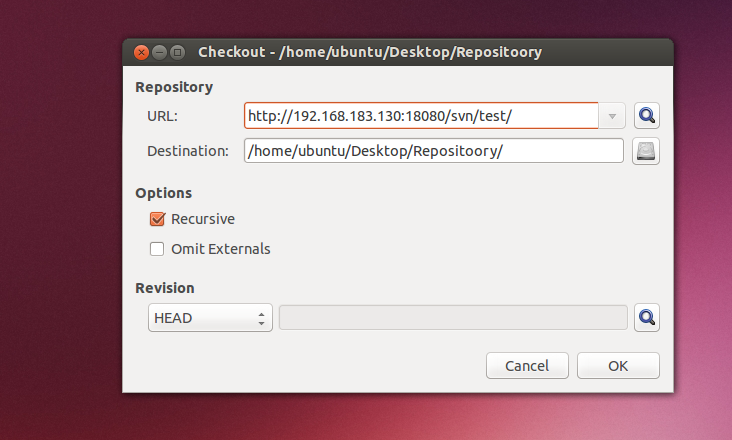 Checkout - /home/ubuntu/Desktop/Repositoory
Repository
URL: http://192.168.183.130:18080/svn/test/
Destination: /home/ubuntu/Desktop/Repositoory/
Options
Recursive
Omit Externals
Revision
HEAD
Cancel OK